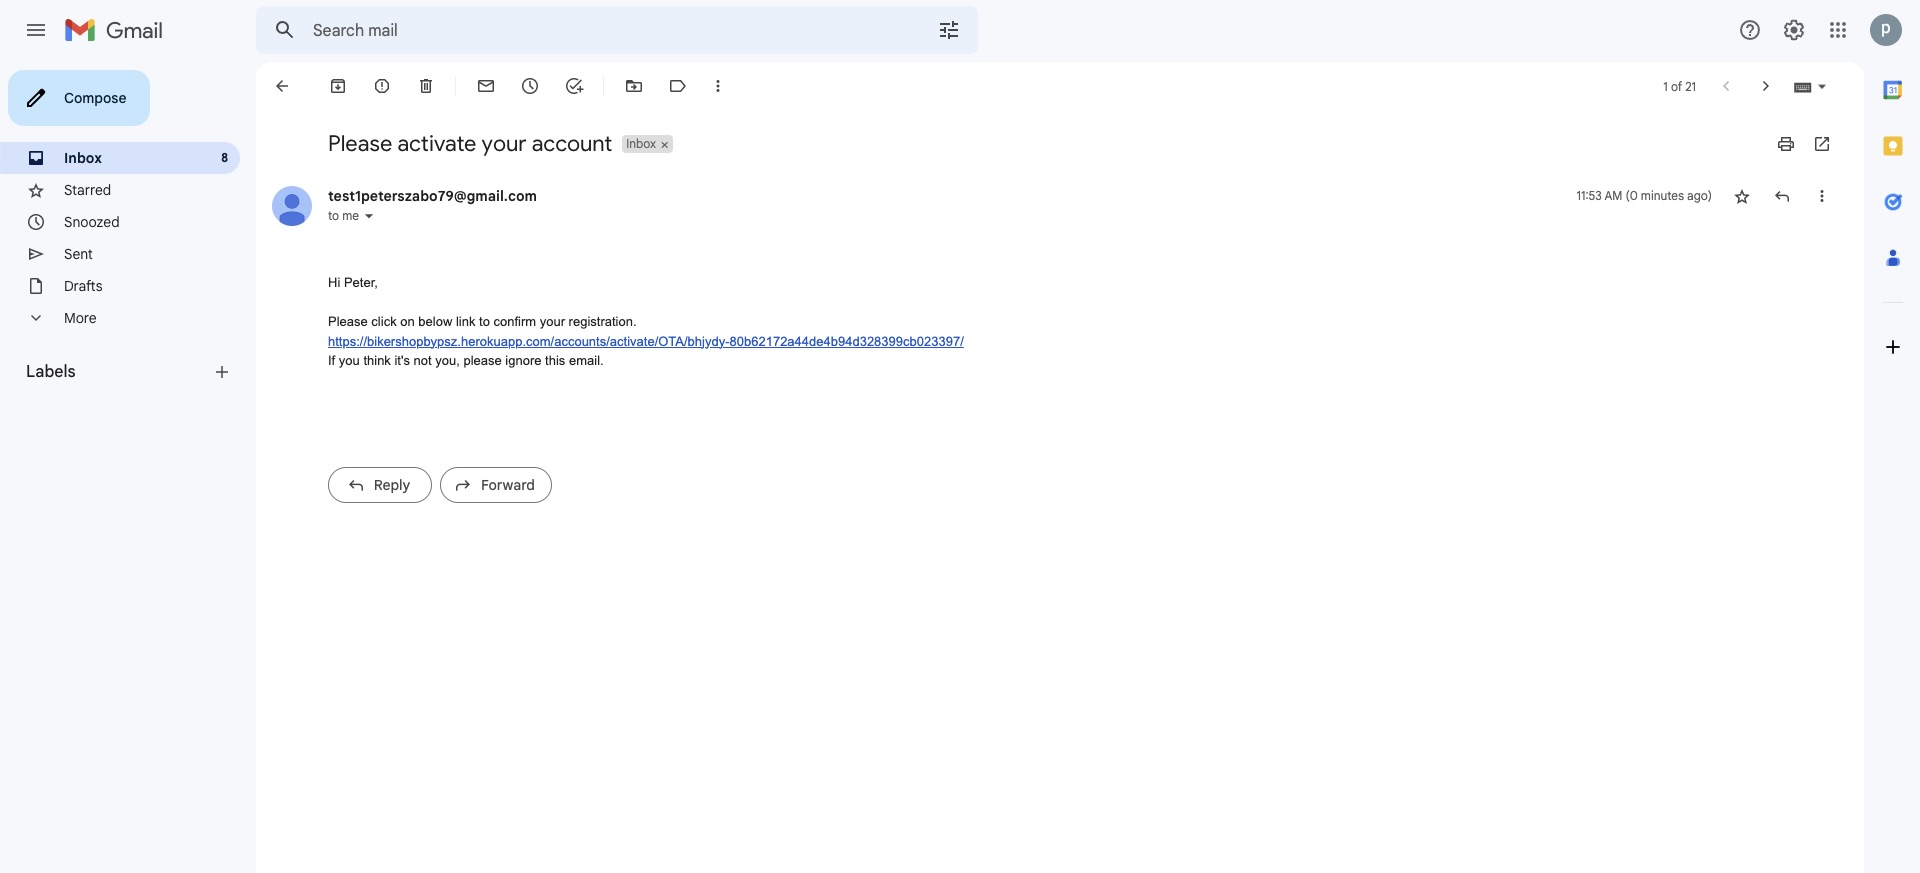 Gmail
Search mail
P
Compose
1 of 21
31
Please activate your account
Inbox ×
Inbox 8
Starred
test1peterszabo79@gmail.com
11:53 AM (0 minutes ago)
to me
Snoozed
Sent
Drafts
More
Hi Peter,
Please click on below link to confirm your registration.
https://bikershopbypsz.herokuapp.com/accounts/activate/OTA/bhjydy-80b62172a44de4b94d328399cb023397/
If you think it's not you, please ignore this email.
Labels
Reply
Forward